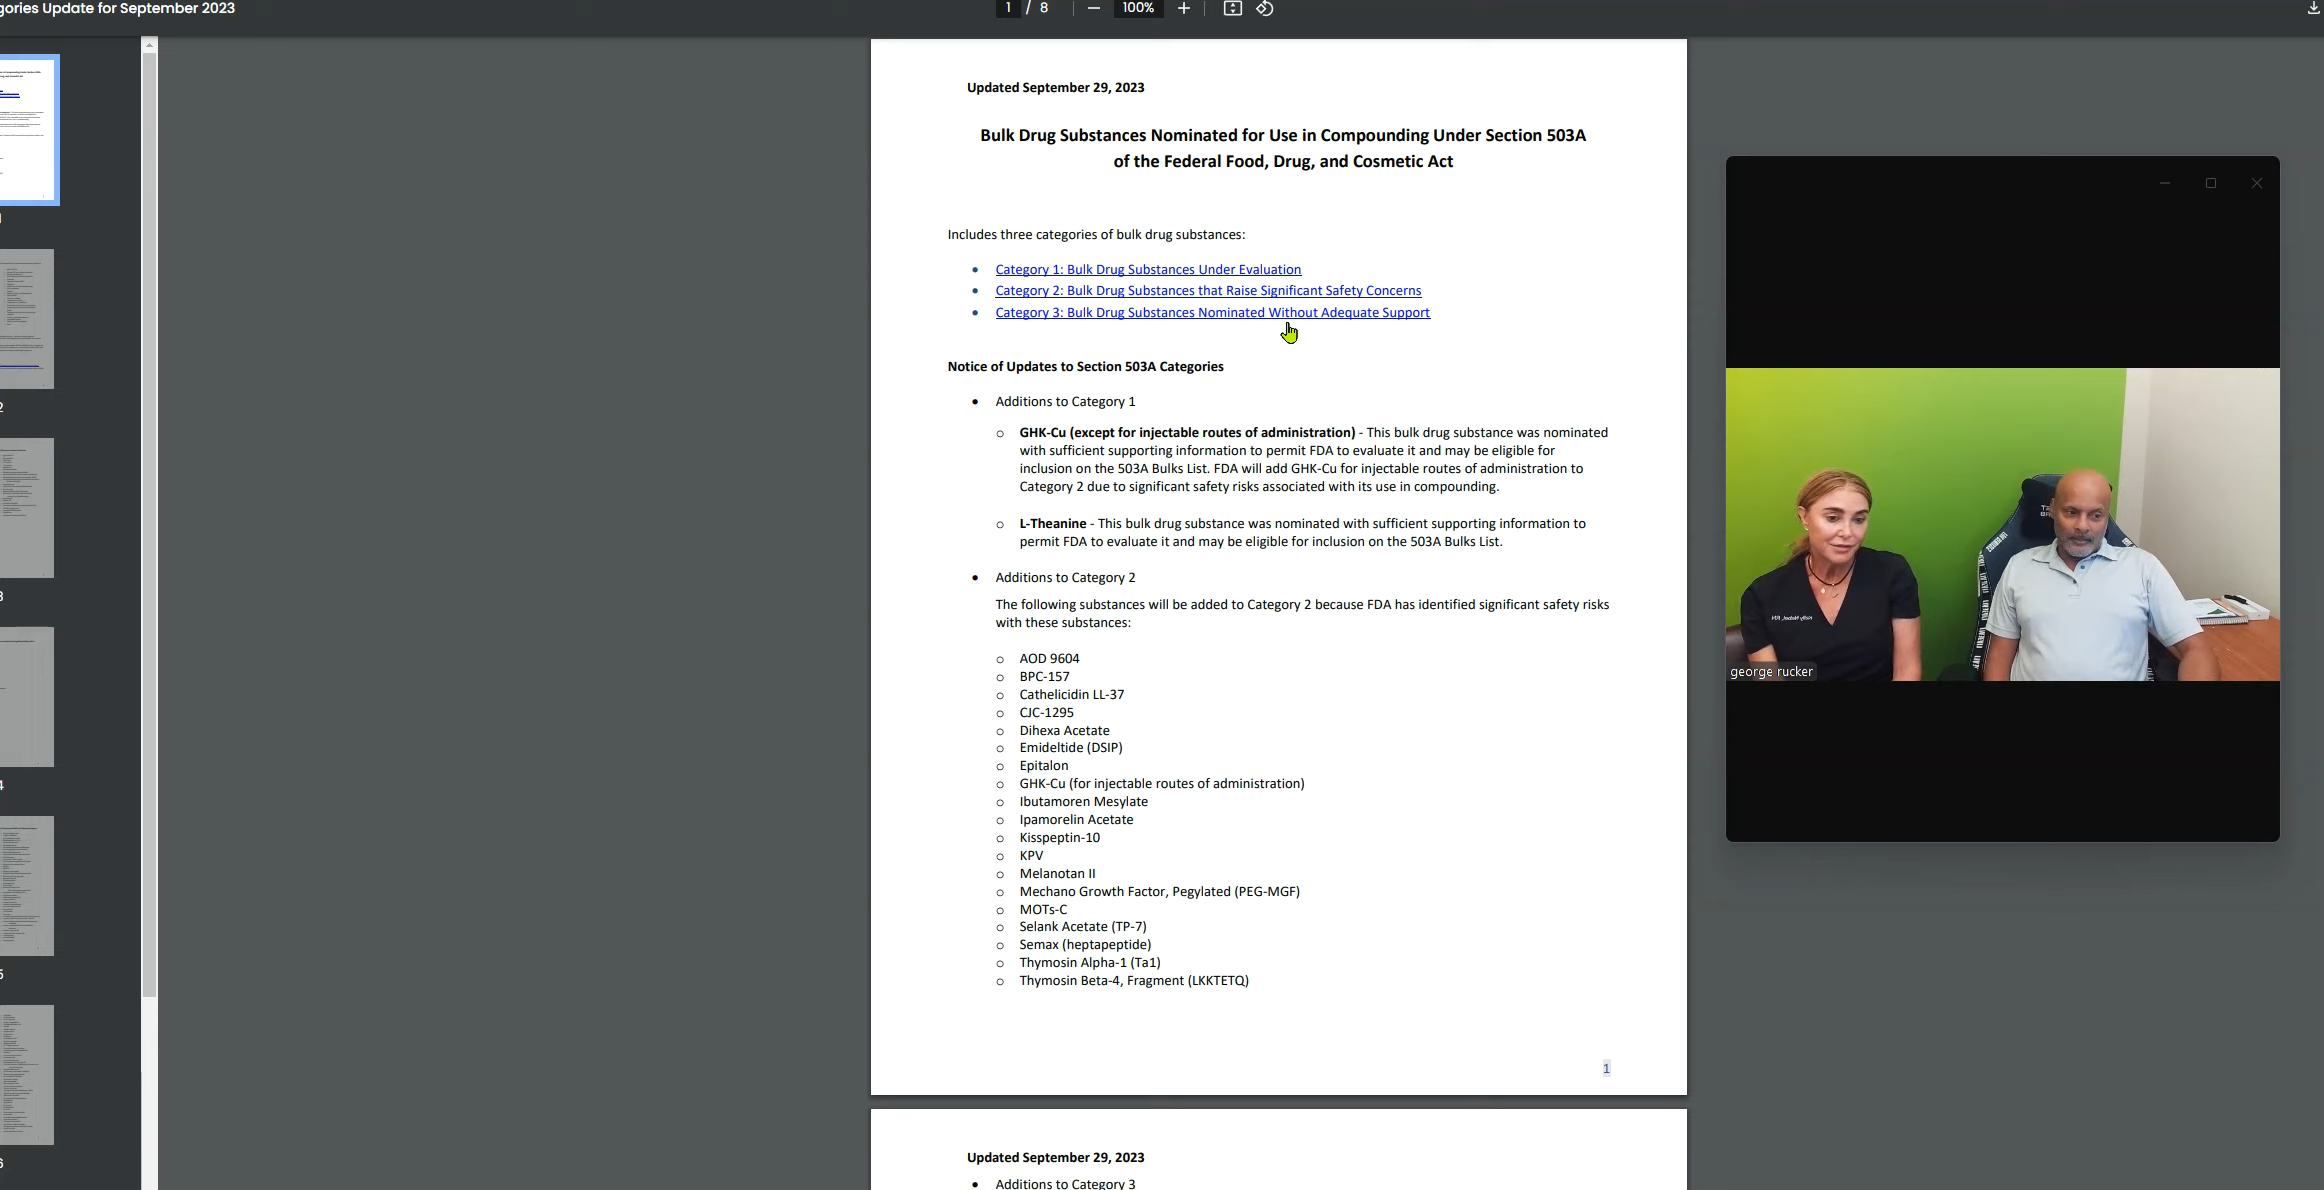 gories Update for September 2023
1 / 8
100%
Updated September 29, 2023
Bulk Drug Substances Nominated for Use in Compounding Under Section 503A
of the Federal Food, Drug, and Cosmetic Act
Includes three categories of bulk drug substances:
• Category 1: Bulk Drug Substances Under Evaluation
• Category 2: Bulk Drug Substances that Raise Significant Safety Concerns
• Category 3: Bulk Drug Substances Nominated Without Adequate Support
Notice of Updates to Section 503A Categories
• Additions to Category 1
○ GHK-Cu (except for injectable routes of administration) - This bulk drug substance was nominated
with sufficient supporting information to permit FDA to evaluate it and may be eligible for
inclusion on the 503A Bulks List. FDA will add GHK-Cu for injectable routes of administration to
Category 2 due to significant safety risks associated with its use in compounding.
○ L-Theanine - This bulk drug substance was nominated with sufficient supporting information to
permit FDA to evaluate it and may be eligible for inclusion on the 503A Bulks List.
• Additions to Category 2
The following substances will be added to Category 2 because FDA has identified significant safety risks
with these substances:
○ AOD 9604
○ BPC-157
○ Cathelicidin LL-37
○ CJC-1295
○ Dihexa Acetate
○ Emideltide (DSIP)
○ Epitalon
○ GHK-Cu (for injectable routes of administration)
○ Ibutamoren Mesylate
○ Ipamorelin Acetate
○ Kisspeptin-10
○ KPV
○ Melanotan II
○ Mechano Growth Factor, Pegylated (PEG-MGF)
○ MOTs-C
○ Selank Acetate (TP-7)
○ Semax (heptapeptide)
○ Thymosin Alpha-1 (Ta1)
○ Thymosin Beta-4, Fragment (LKKTETQ)
1
Updated September 29, 2023
• Additions to Category 3
2
3
4
5
6
george rucker